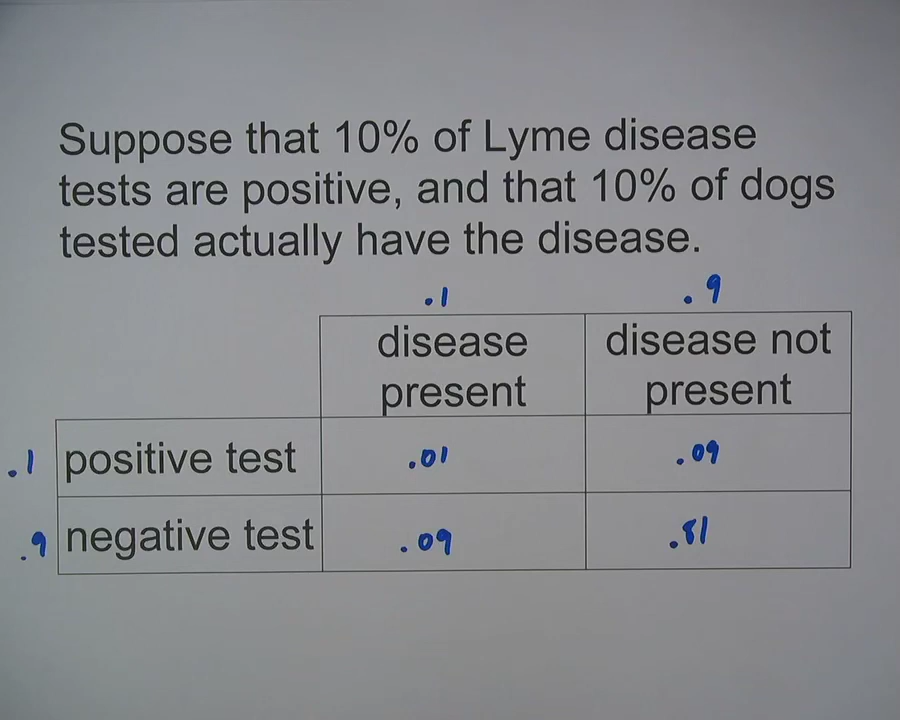 Suppose that 10% of Lyme disease
tests are positive, and that 10% of dogs
tested actually have the disease.
.1 .9
disease disease not
present present
.1 positive test .01 .09
.9 negative test .09 .81